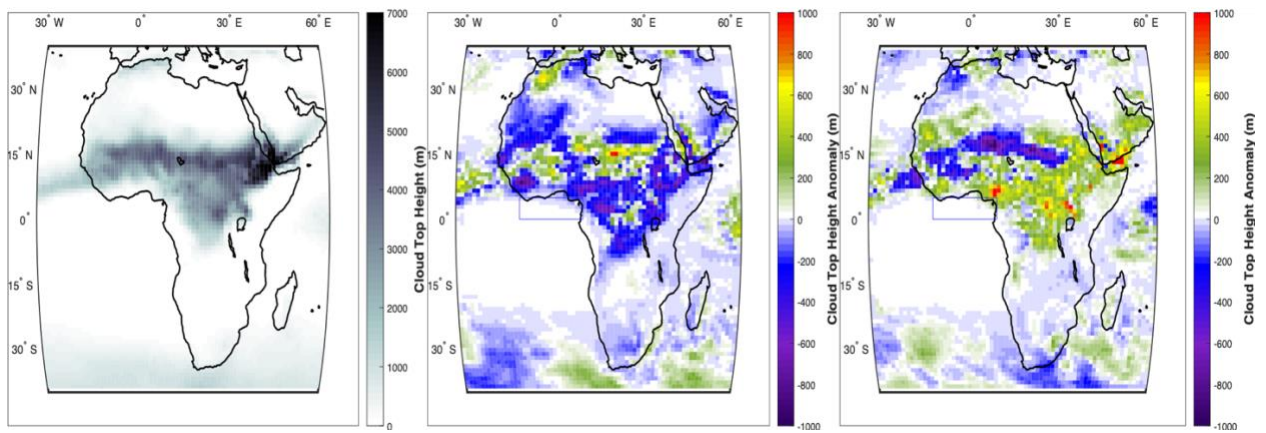 30° W 0° 30° E 60° E
30° N
15° N
0°
15° S
30° S
7000
6000
5000
4000
3000
2000
1000
0
Cloud Top Height (m)
30° W 0° 30° E 60° E
30° N
15° N
0°
15° S
30° S
1000
800
600
400
200
0
-200
-400
-600
-800
-1000
Cloud Top Height Anomaly (m)
30° W 0° 30° E 60° E
30° N
15° N
0°
15° S
30° S
1000
800
600
400
200
0
-200
-400
-600
-800
-1000
Cloud Top Height Anomaly (m)